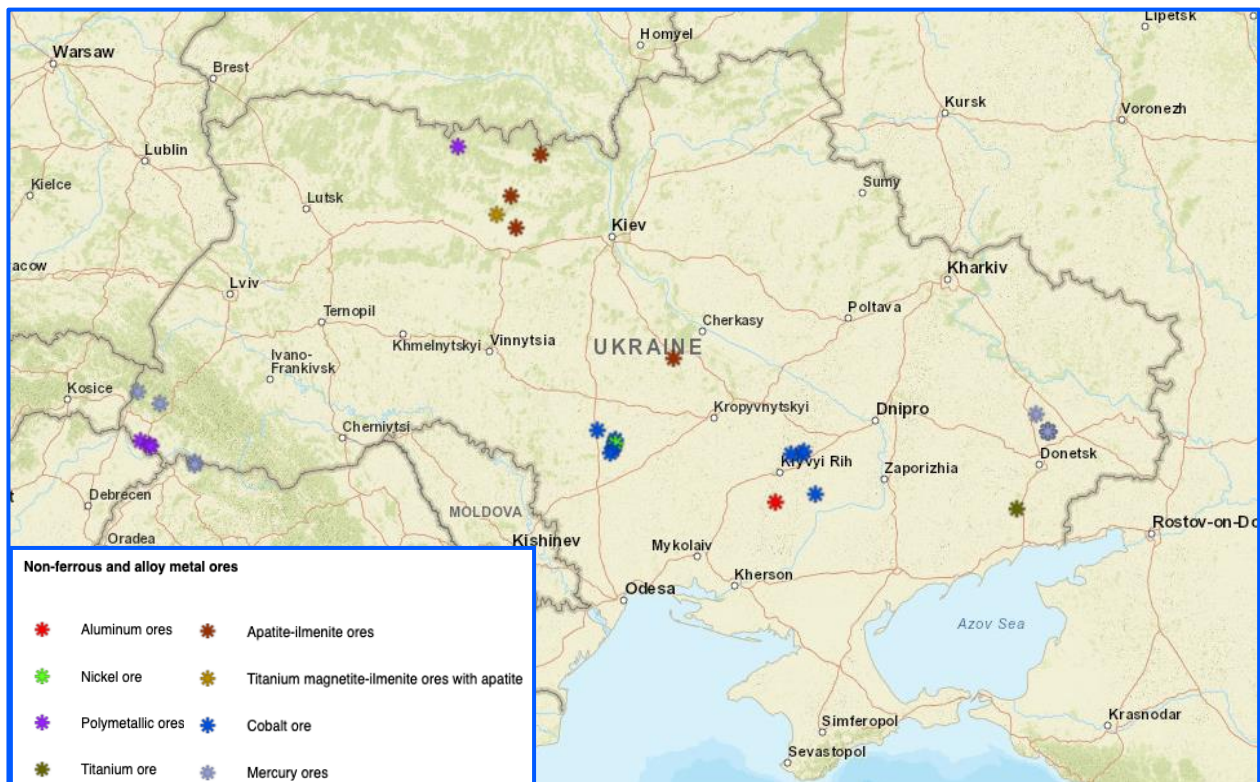 Lipetsk
Homyel
Warsaw
Brest
Kursk
Voronezh
Lublin
Kielce
Lutsk
Sumy
Kiev
acow
Lviv
Kharkiv
Ternopil
Poltava
Cherkasy
Khmelnytskyi
Vinnytsia
UKRAINE
Ivano-
Frankivsk
Kosice
Kropyvnytskyi
Dnipro
Chernivtsi
Donetsk
Kryvyi Rih
Zaporizhia
Debrecen
MOLDOVA
Rostov-on-Do
Oradea
Kishinev
Mykolaiv
Kherson
Odesa
Azov Sea
Simferopol
Krasnodar
Sevastopol
Non-ferrous and alloy metal ores
Aluminum ores
Apatite-ilmenite ores
Nickel ore
Titanium magnetite-ilmenite ores with apatite
Polymetallic ores
Cobalt ore
Titanium ore
Mercury ores